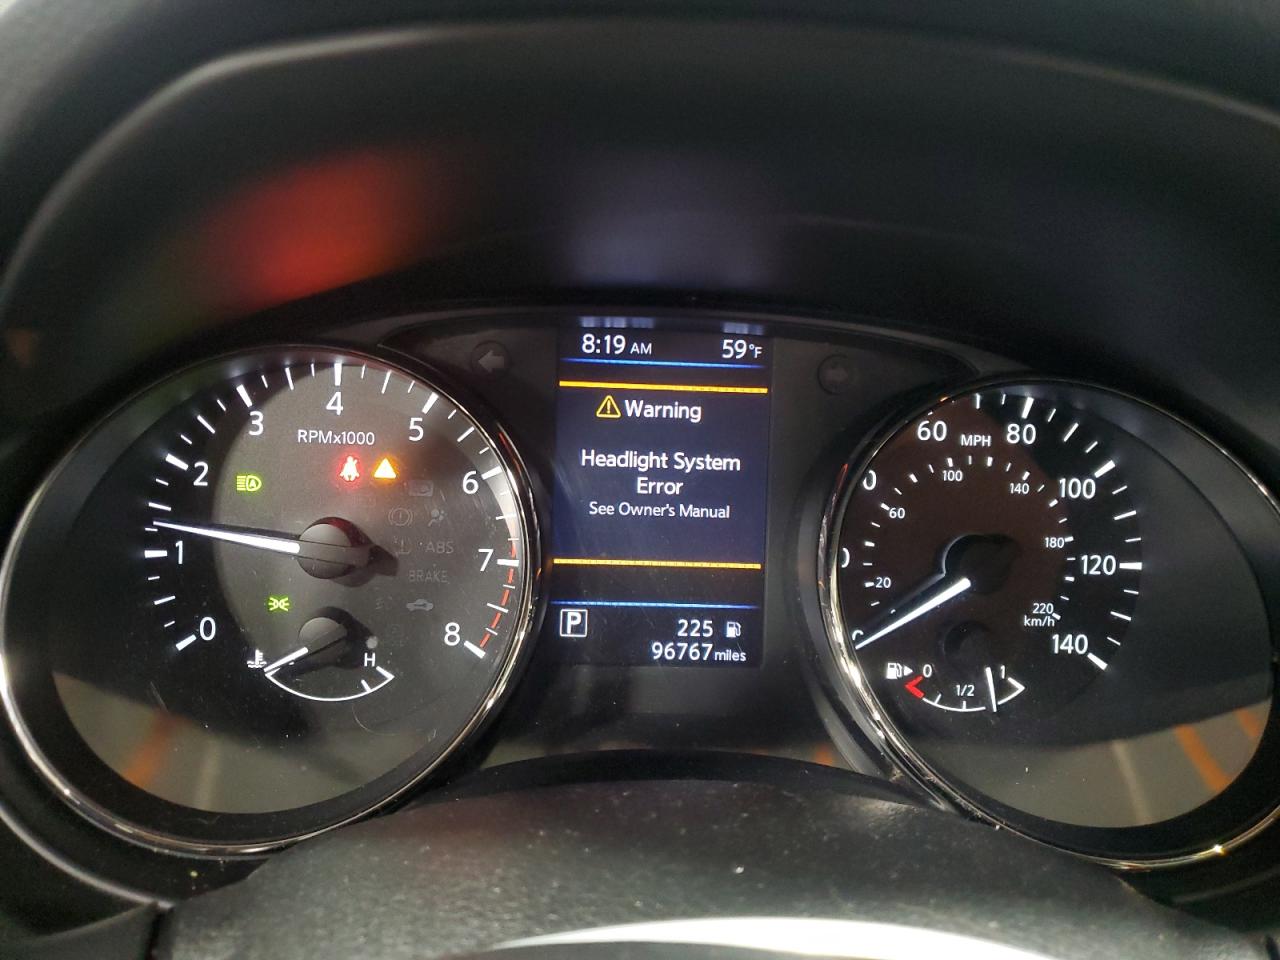 8:19 AM 59°F
Warning
Headlight System
Error
See Owner's Manual
P 225
96767 miles
0 1 2 3 4 5 6 7 8
RPMx1000
A
ABS
BRAKE
H
60 80 100 120 140
MPH
20 60 100 140 180 220
km/h
0 1/2 1